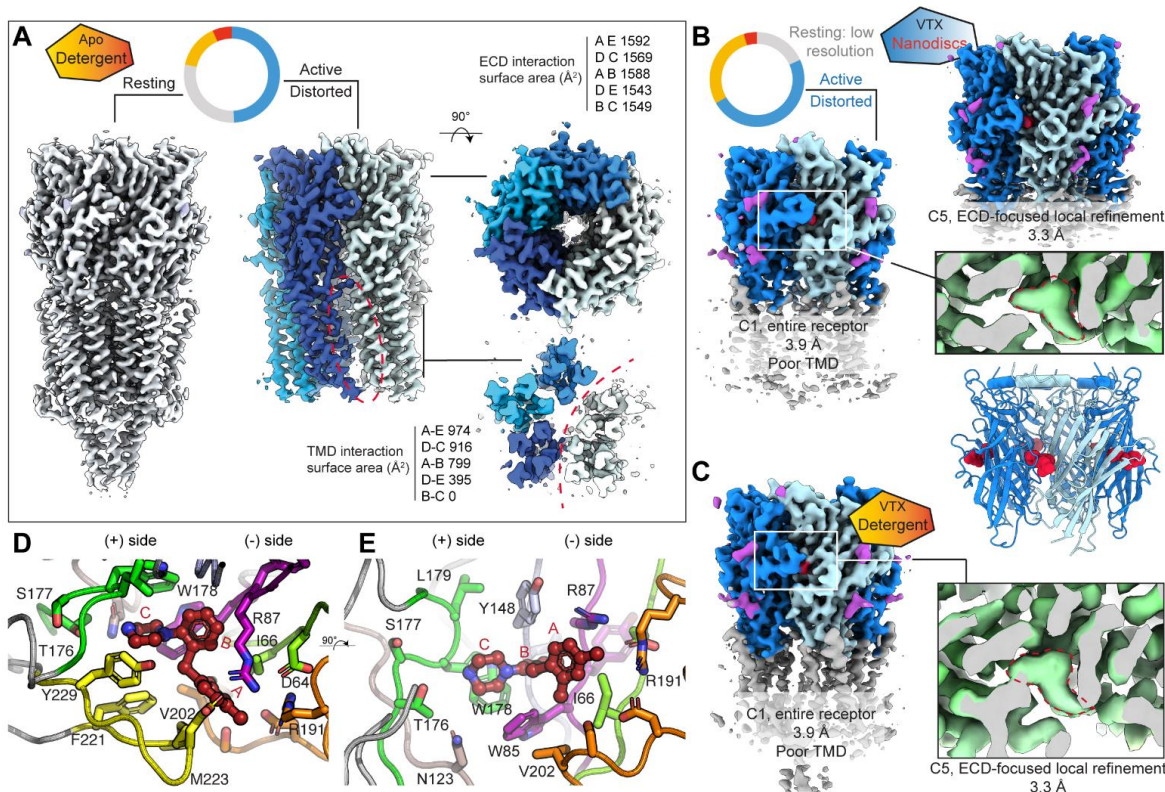 A
Apo
Detergent
Resting
Active
Distorted
90°
ECD interaction
surface area (Å²)
A E 1592
D C 1569
A B 1588
D E 1543
B C 1549
TMD interaction
surface area (Å²)
A-E 974
D-C 916
A-B 799
D-E 395
B-C 0
B
Resting: low
resolution
Active
Distorted
VTX
Nanodiscs
C1, entire receptor
3.9 Å
Poor TMD
C5, ECD-focused local refinement
3.3 Å
C
VTX
Detergent
C1, entire receptor
3.9 Å
Poor TMD
C5, ECD-focused local refinement
3.3 Å
D
(+) side
(-) side
S177
W178
C
R87
B
I66
T176
A
D64
Y229
V202
R191
F221
M223
90°
E
(+) side
(-) side
L179
Y148
R87
S177
C
B
A
R191
T176
W178
I66
W85
N123
V202